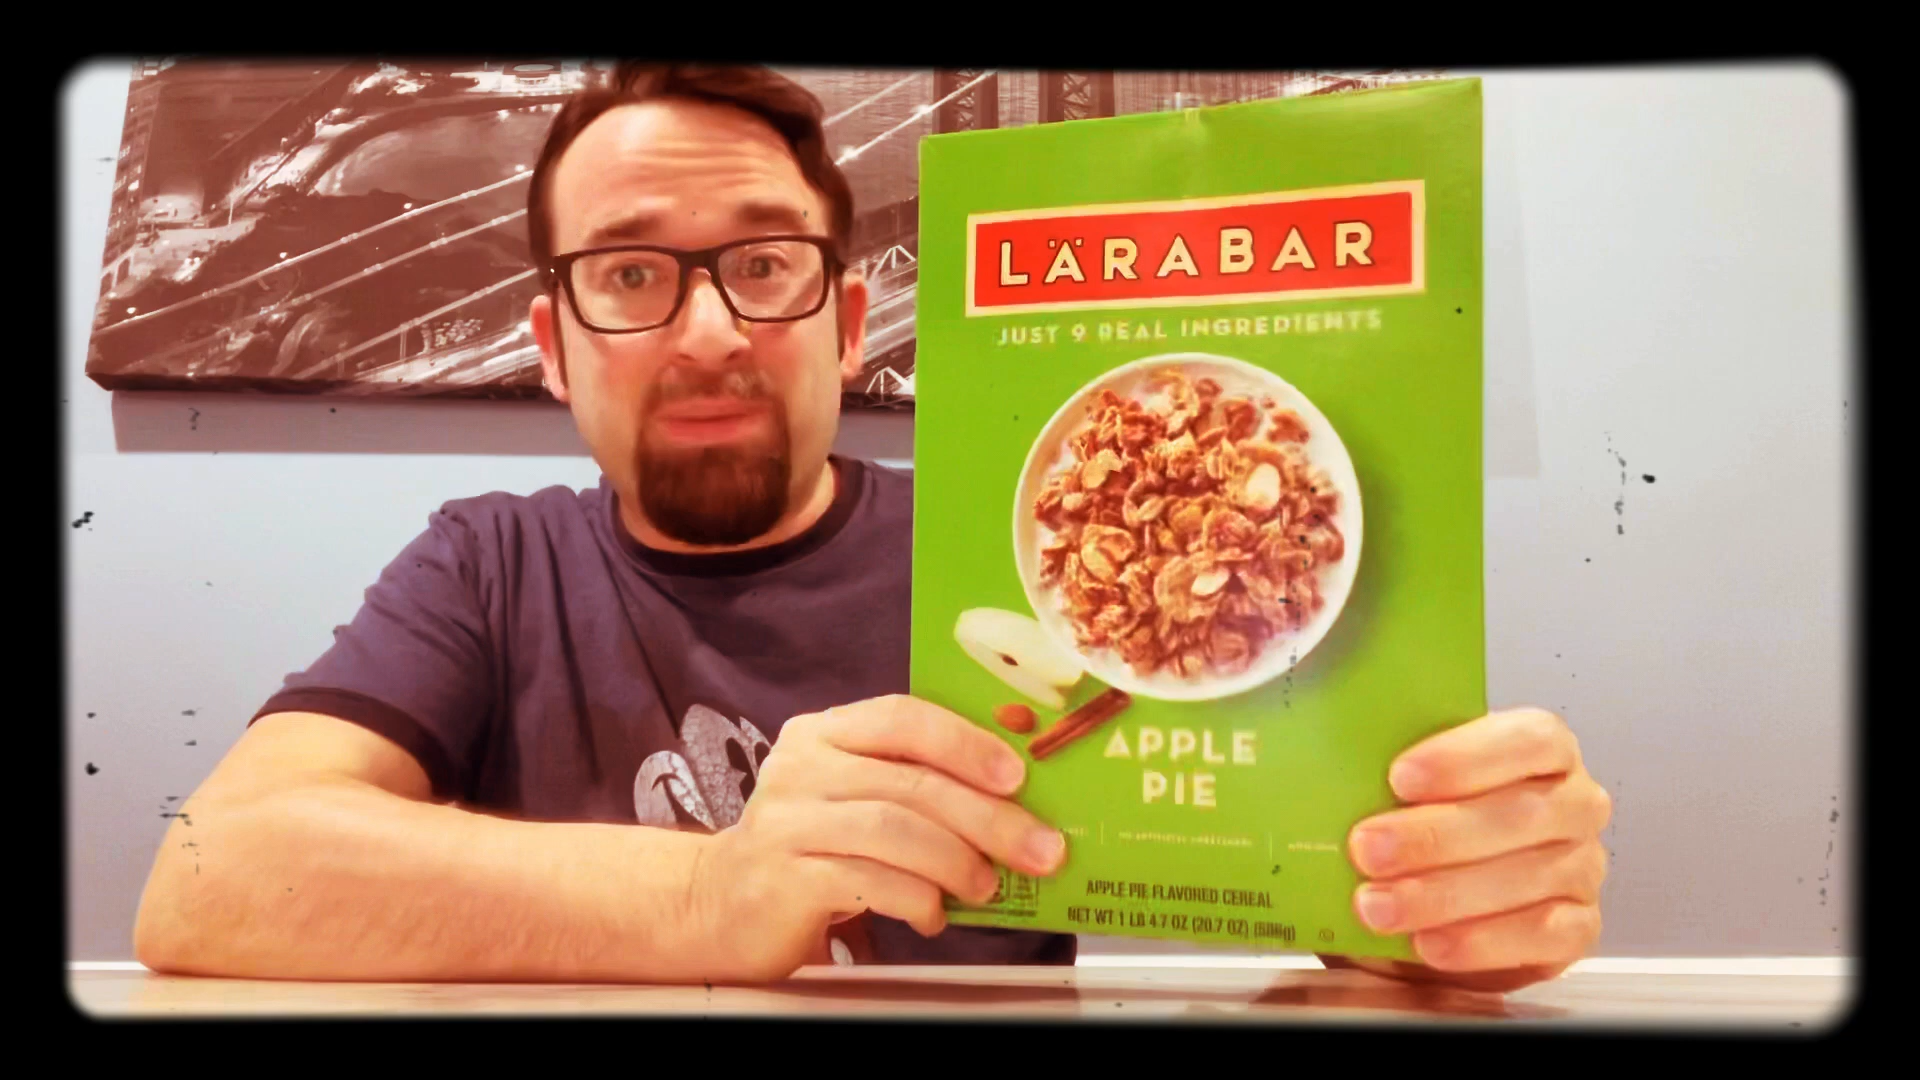 LÄRABAR
JUST 9 REAL INGREDIENTS
APPLE
PIE
APPLE PIE FLAVORED CEREAL
NET WT 1 LB 4.7 OZ (20.7 OZ) (586g)